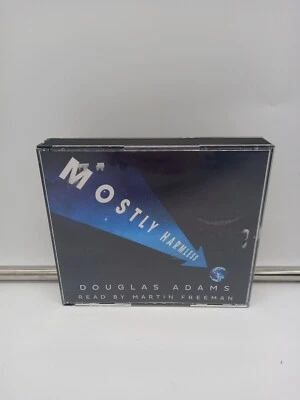 MOSTLY HARMLESS
DOUGLAS ADAMS
READ BY MARTIN FREEMAN